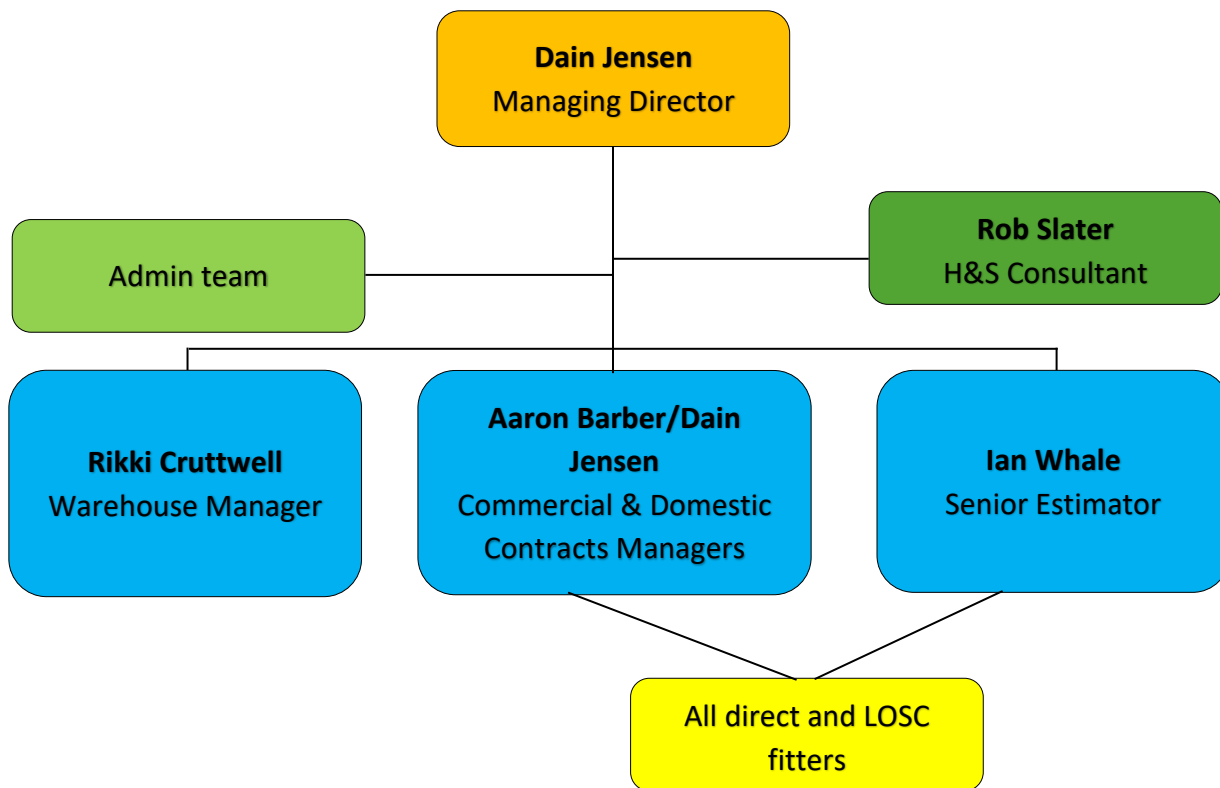 Dain Jensen
Managing Director
Admin team
Rob Slater
H&S Consultant
Rikki Cruttwell
Warehouse Manager
Aaron Barber/Dain
Jensen
Commercial & Domestic
Contracts Managers
Ian Whale
Senior Estimator
All direct and LOSC
fitters